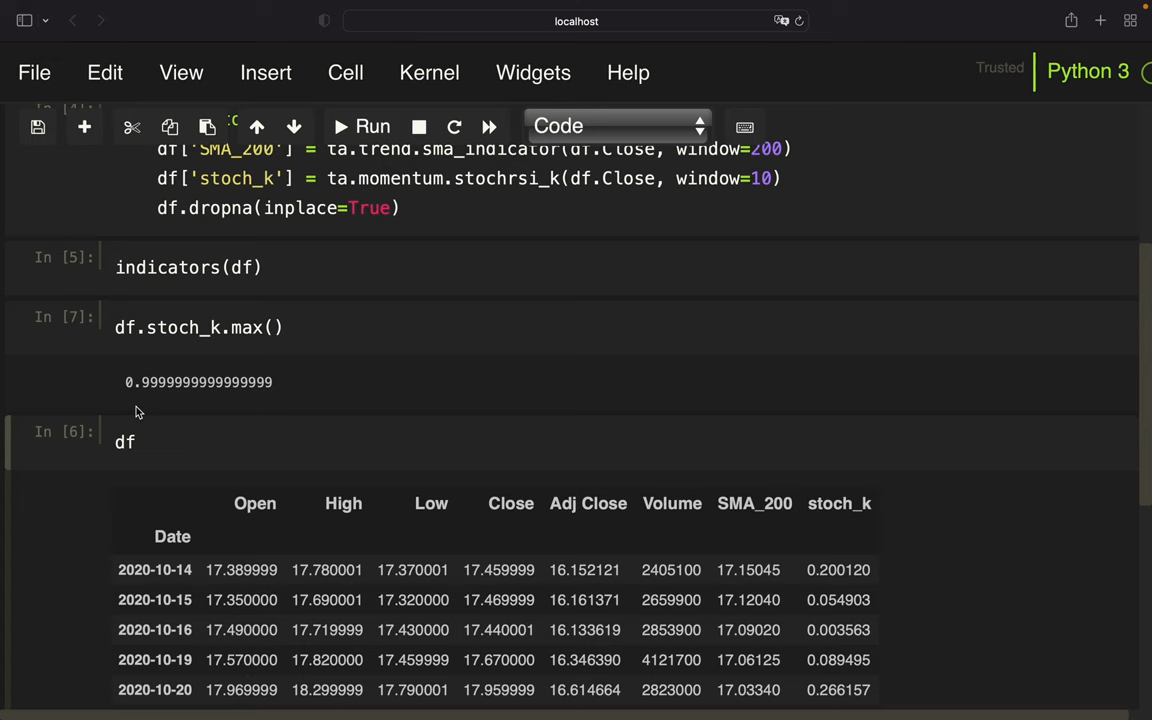 localhost
File Edit View Insert Cell Kernel Widgets Help
Trusted
Python 3
Run
Code
df['SMA_200'] = ta.trend.sma_indicator(df.Close, window=200)
df['stoch_k'] = ta.momentum.stochrsi_k(df.Close, window=10)
df.dropna(inplace=True)
In [5]: indicators(df)
In [7]: df.stoch_k.max()
0.9999999999999999
In [6]: df
Open High Low Close Adj Close Volume SMA_200 stoch_k
Date
2020-10-14 17.389999 17.780001 17.370001 17.459999 16.152121 2405100 17.15045 0.200120
2020-10-15 17.350000 17.690001 17.320000 17.469999 16.161371 2659900 17.12040 0.054903
2020-10-16 17.490000 17.719999 17.430000 17.440001 16.133619 2853900 17.09020 0.003563
2020-10-19 17.570000 17.820000 17.459999 17.670000 16.346390 4121700 17.06125 0.089495
2020-10-20 17.969999 18.299999 17.790001 17.959999 16.614664 2823000 17.03340 0.266157